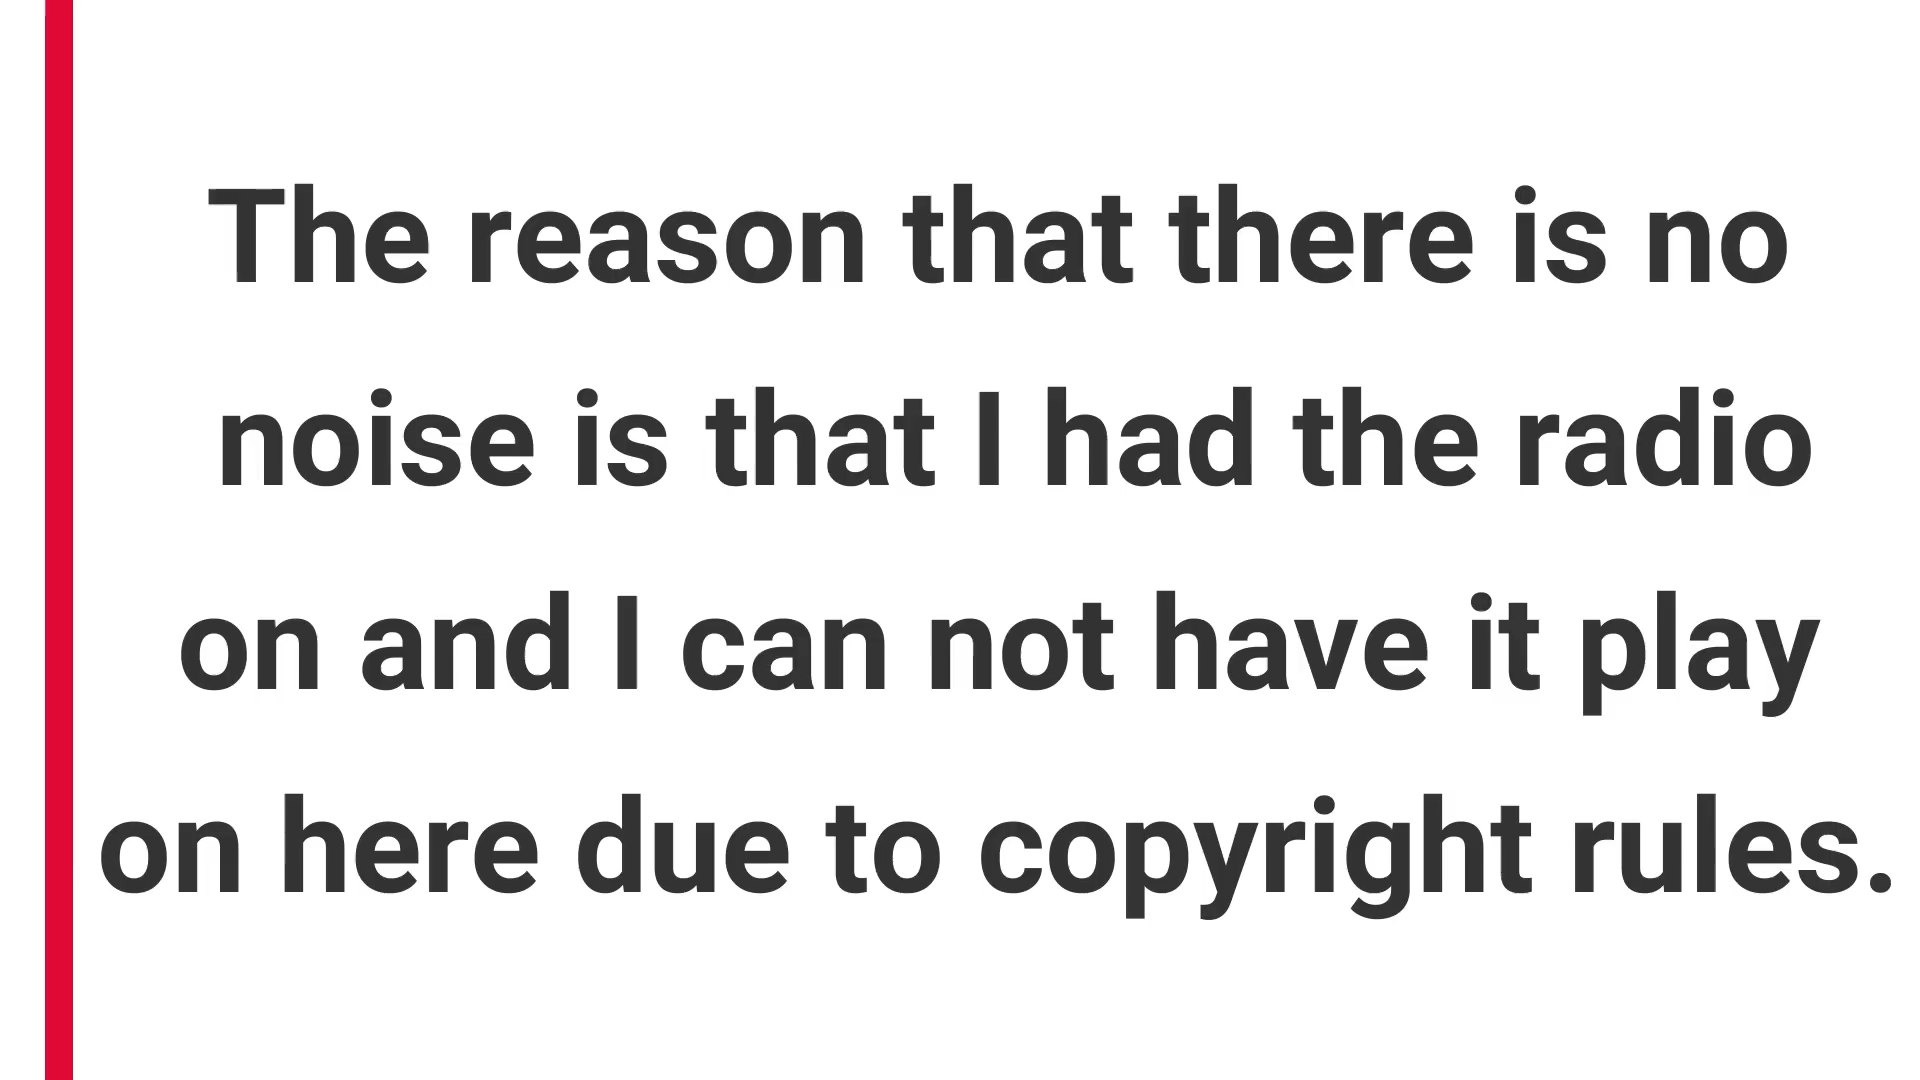 The reason that there is no
noise is that I had the radio
on and I can not have it play
on here due to copyright rules.